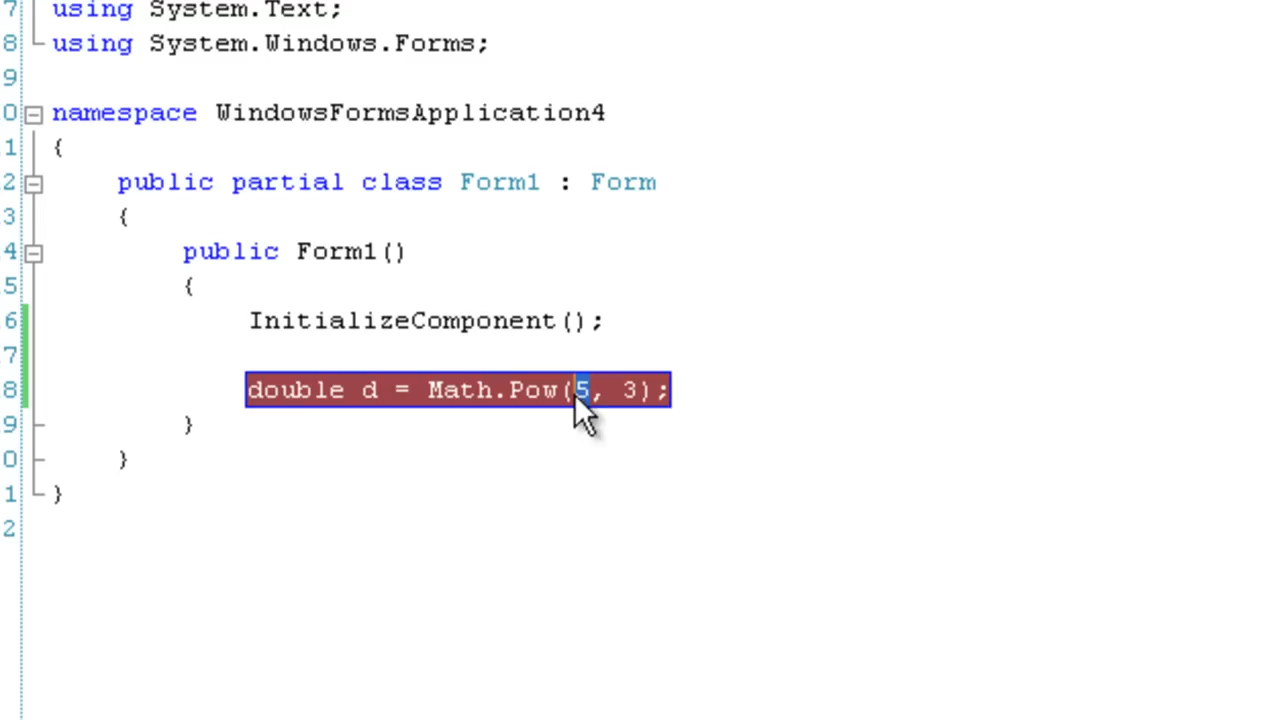 7 using System.Text;
8 using System.Windows.Forms;
9
0 namespace WindowsFormsApplication4
1 {
2 public partial class Form1 : Form
3 {
4 public Form1()
5 {
6 InitializeComponent();
7
8 double d = Math.Pow(5, 3);
9 }
0 }
1 }
2